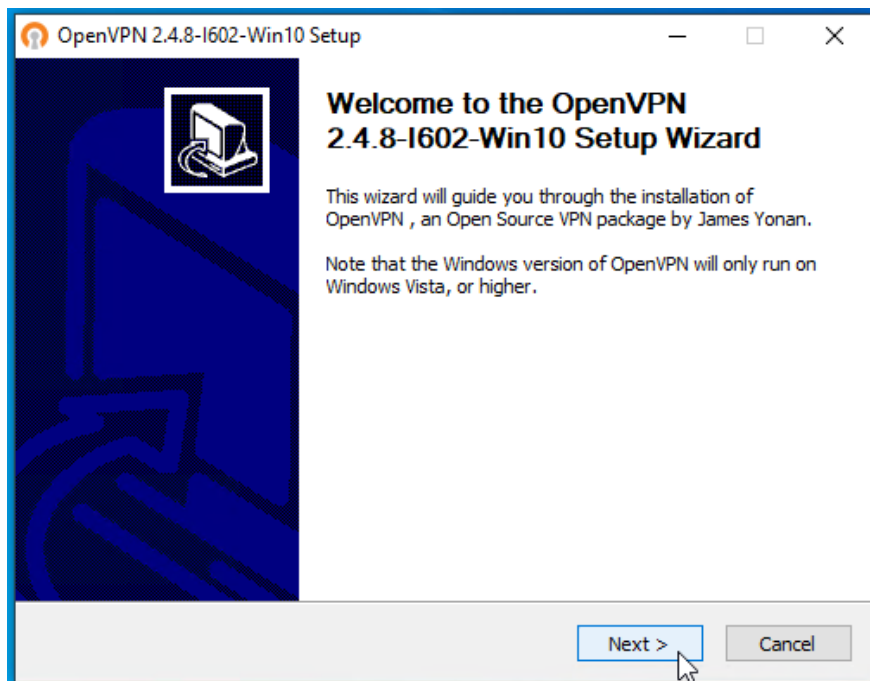 OpenVPN 2.4.8-I602-Win10 Setup
Welcome to the OpenVPN
2.4.8-I602-Win10 Setup Wizard
This wizard will guide you through the installation of
OpenVPN , an Open Source VPN package by James Yonan.
Note that the Windows version of OpenVPN will only run on
Windows Vista, or higher.
Next >
Cancel